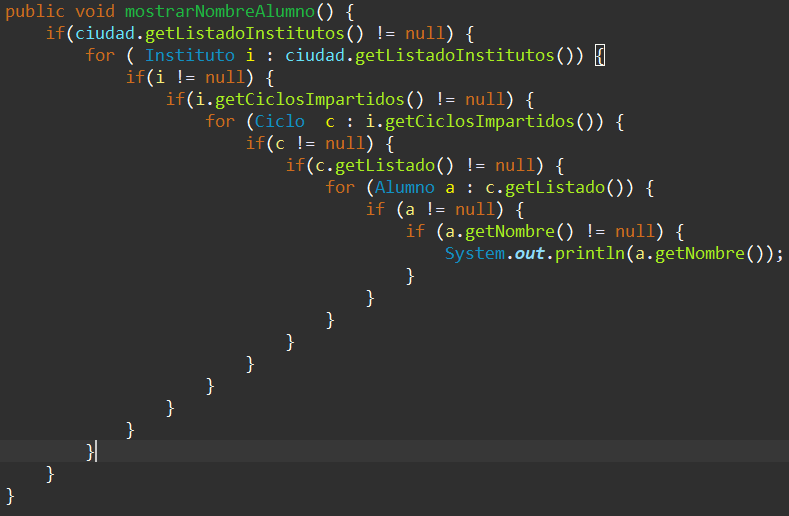 public void mostrarNombreAlumno() {
    if(ciudad.getListadoInstitutos() != null) {
        for ( Instituto i : ciudad.getListadoInstitutos()) {
            if(i != null) {
                if(i.getCiclosImpartidos() != null) {
                    for (Ciclo  c : i.getCiclosImpartidos()) {
                        if(c != null) {
                            if(c.getListado() != null) {
                                for (Alumno a : c.getListado()) {
                                    if (a != null) {
                                        if (a.getNombre() != null) {
                                            System.out.println(a.getNombre());
                                        }
                                    }
                                }
                            }
                        }
                    }
                }
            }
        }
    }
}